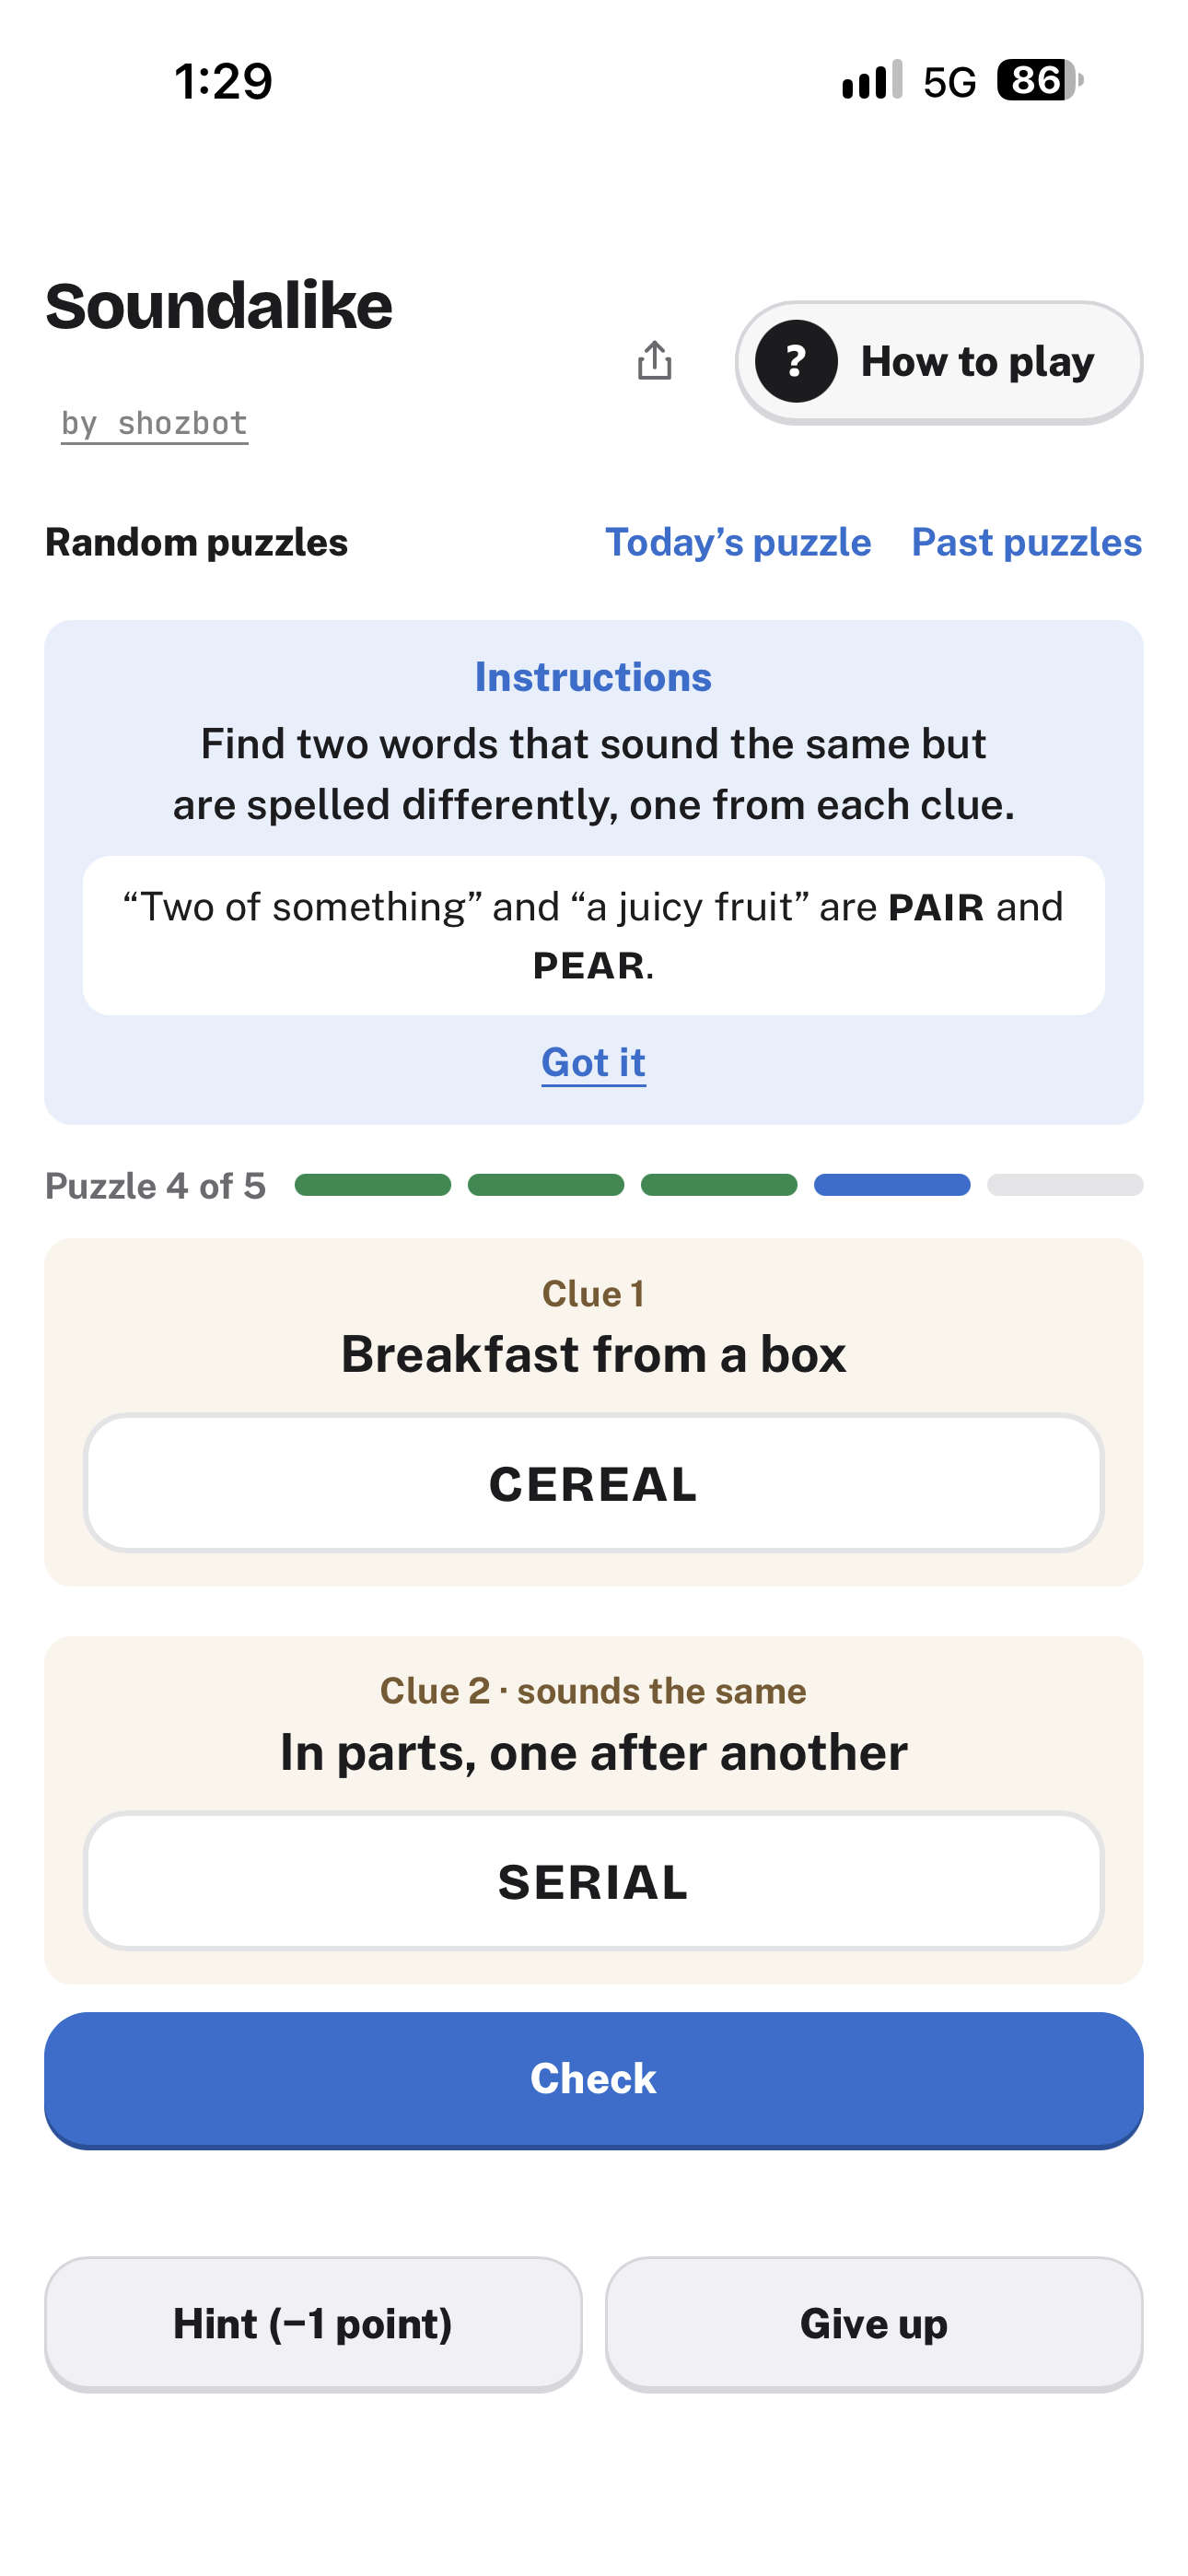 1:29
5G 86
Soundalike
by shozbot
? How to play
Random puzzles
Today’s puzzle Past puzzles
Instructions
Find two words that sound the same but
are spelled differently, one from each clue.
“Two of something” and “a juicy fruit” are PAIR and
PEAR.
Got it
Puzzle 4 of 5
Clue 1
Breakfast from a box
CEREAL
Clue 2 · sounds the same
In parts, one after another
SERIAL
Check
Hint (−1 point)
Give up